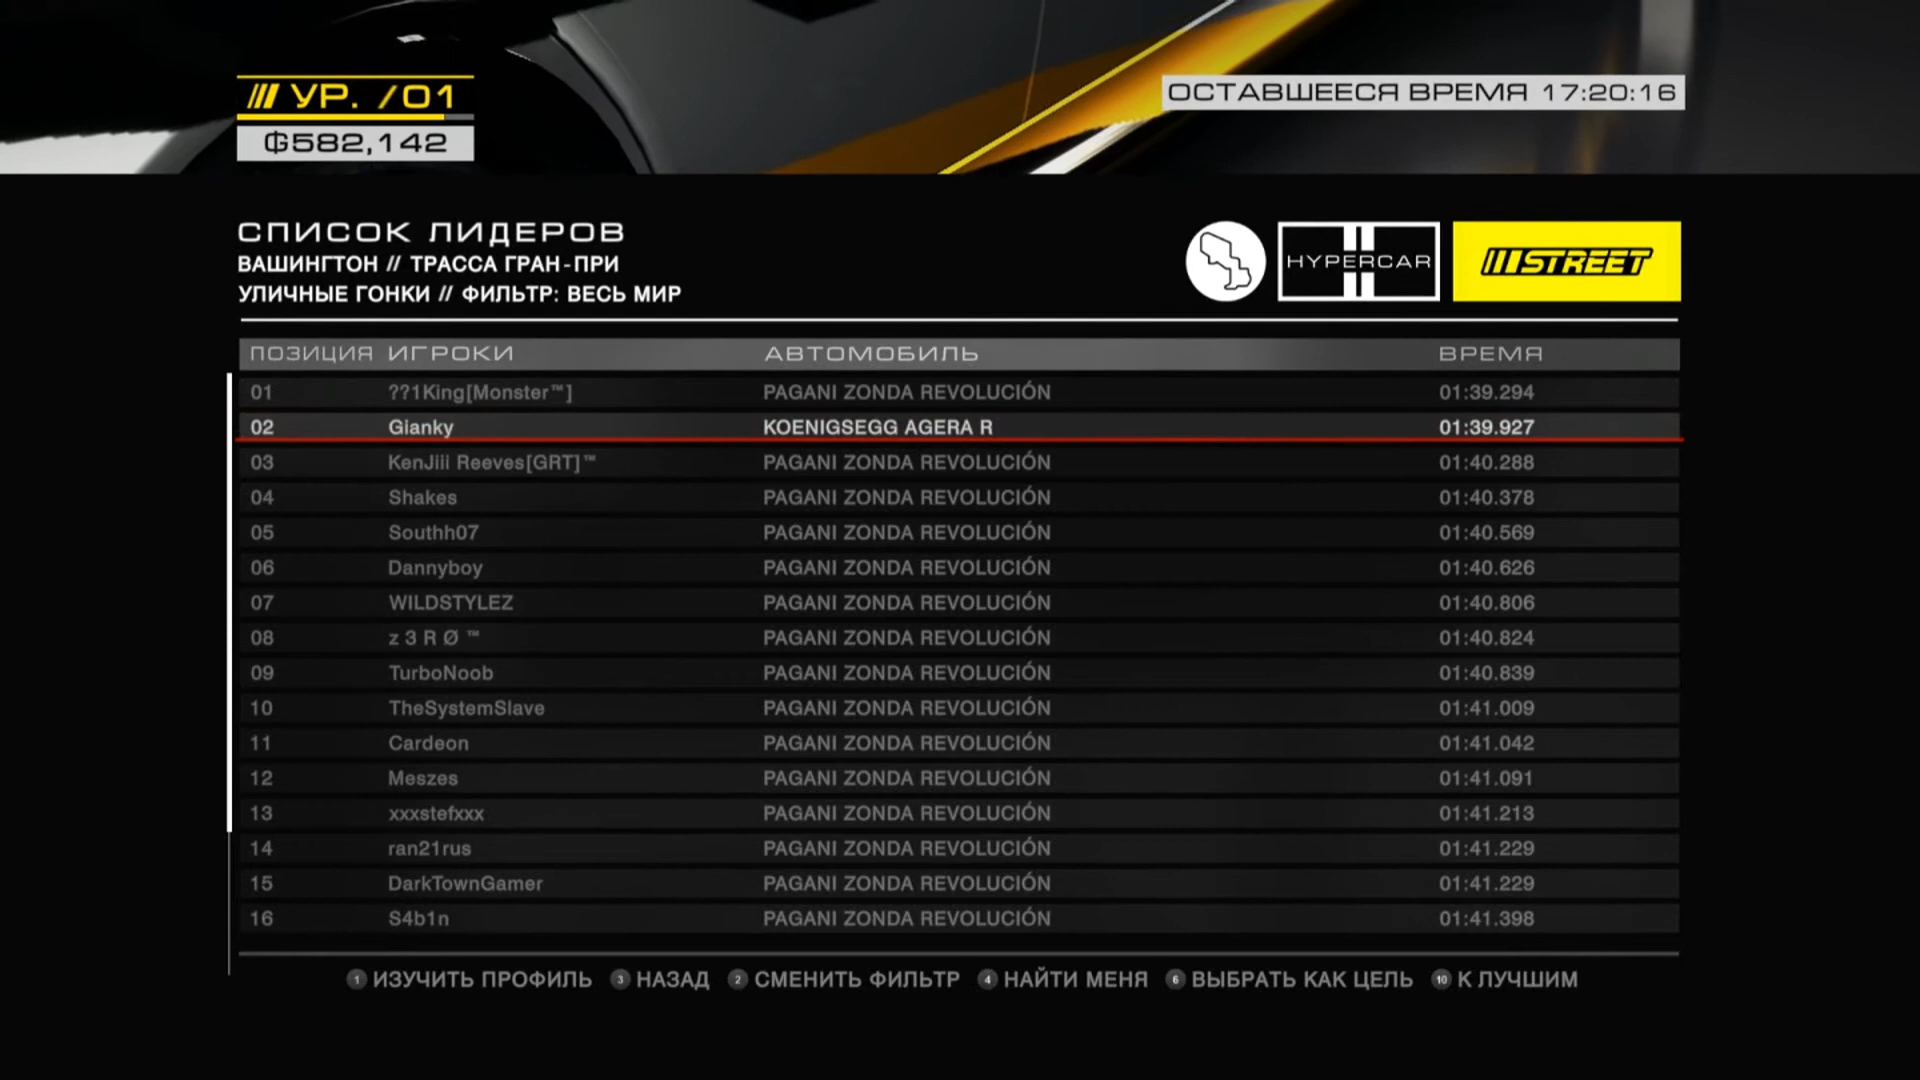 УР. /01
₲582,142
ОСТАВШЕЕСЯ ВРЕМЯ 17:20:16
СПИСОК ЛИДЕРОВ
ВАШИНГТОН // ТРАССА ГРАН-ПРИ
УЛИЧНЫЕ ГОНКИ // ФИЛЬТР: ВЕСЬ МИР
HYPERCAR
STREET
ПОЗИЦИЯ ИГРОКИ АВТОМОБИЛЬ ВРЕМЯ
01 ??1King[Monster™] PAGANI ZONDA REVOLUCIÓN 01:39.294
02 Gianky KOENIGSEGG AGERA R 01:39.927
03 KenJiii Reeves[GRT]™ PAGANI ZONDA REVOLUCIÓN 01:40.288
04 Shakes PAGANI ZONDA REVOLUCIÓN 01:40.378
05 Southh07 PAGANI ZONDA REVOLUCIÓN 01:40.569
06 Dannyboy PAGANI ZONDA REVOLUCIÓN 01:40.626
07 WILDSTYLEZ PAGANI ZONDA REVOLUCIÓN 01:40.806
08 z 3 R Ø ™ PAGANI ZONDA REVOLUCIÓN 01:40.824
09 TurboNoob PAGANI ZONDA REVOLUCIÓN 01:40.839
10 TheSystemSlave PAGANI ZONDA REVOLUCIÓN 01:41.009
11 Cardeon PAGANI ZONDA REVOLUCIÓN 01:41.042
12 Meszes PAGANI ZONDA REVOLUCIÓN 01:41.091
13 xxxstefxxx PAGANI ZONDA REVOLUCIÓN 01:41.213
14 ran21rus PAGANI ZONDA REVOLUCIÓN 01:41.229
15 DarkTownGamer PAGANI ZONDA REVOLUCIÓN 01:41.229
16 S4b1n PAGANI ZONDA REVOLUCIÓN 01:41.398
1 ИЗУЧИТЬ ПРОФИЛЬ 3 НАЗАД 2 СМЕНИТЬ ФИЛЬТР 4 НАЙТИ МЕНЯ 6 ВЫБРАТЬ КАК ЦЕЛЬ 10 К ЛУЧШИМ